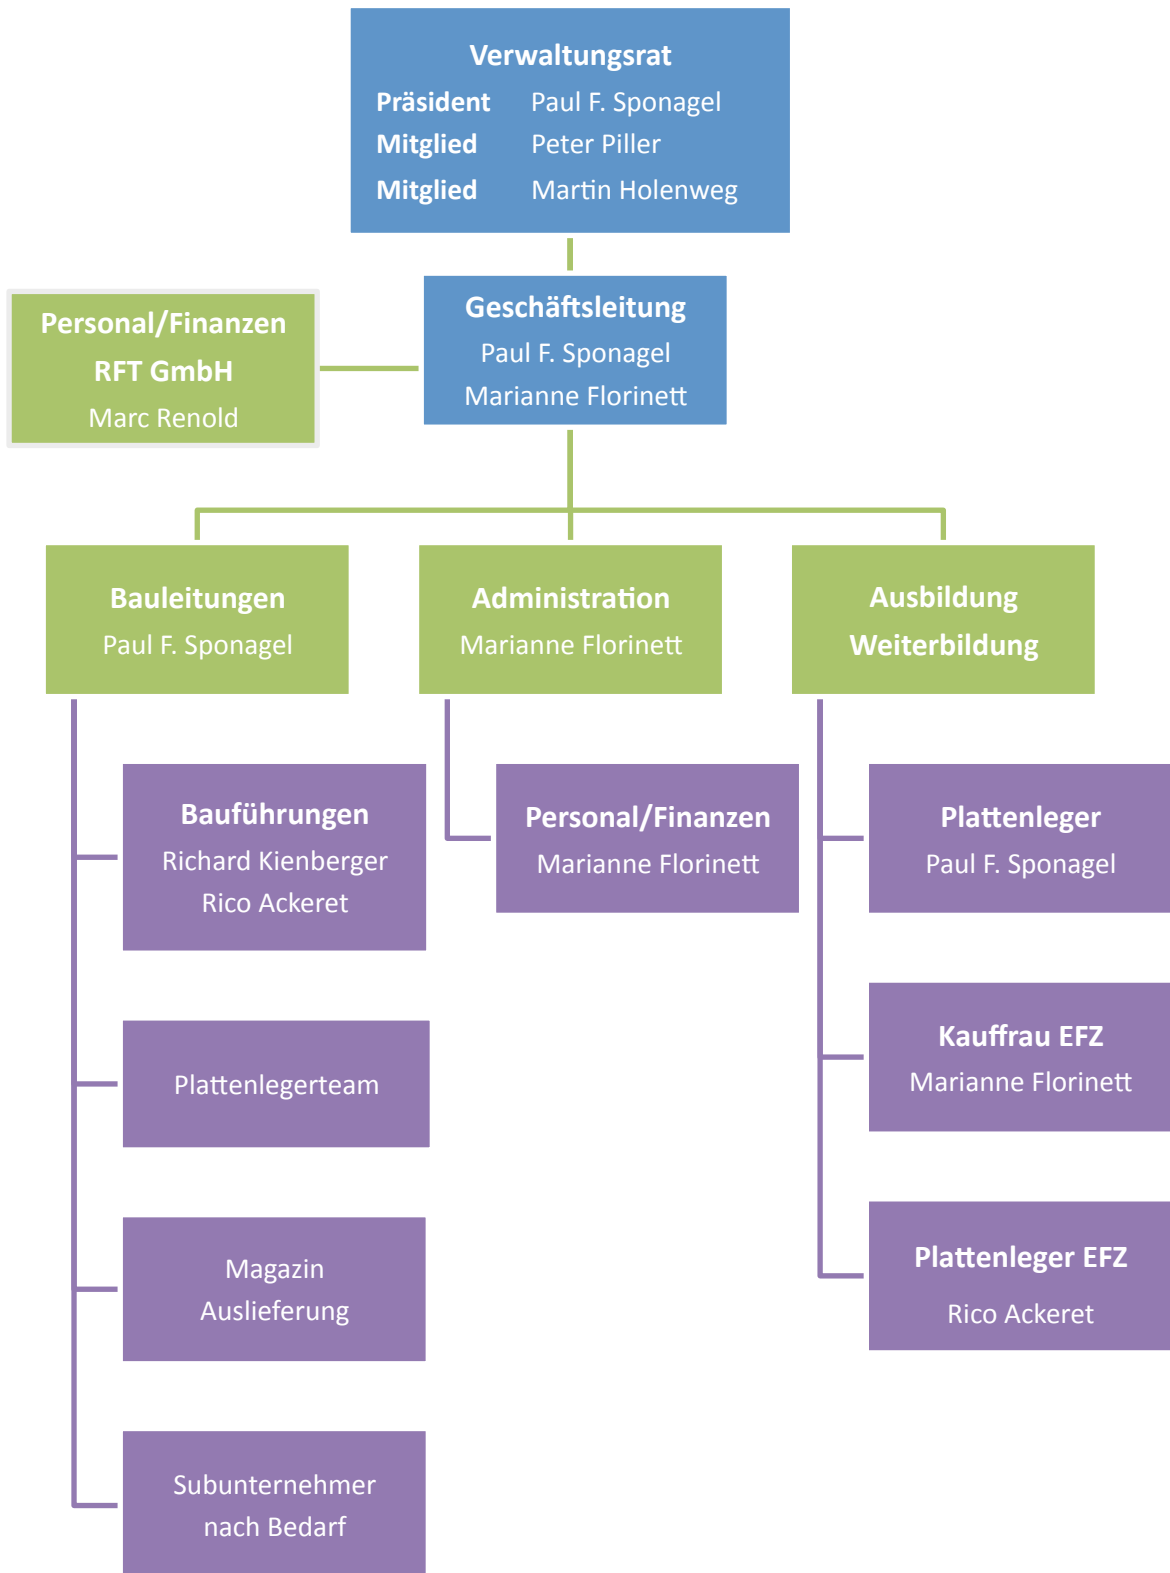 Verwaltungsrat
Präsident Paul F. Sponagel
Mitglied Peter Piller
Mitglied Martin Holenweg
Personal/Finanzen
RFT GmbH
Marc Renold
Geschäftsleitung
Paul F. Sponagel
Marianne Florinett
Bauleitungen
Paul F. Sponagel
Administration
Marianne Florinett
Ausbildung
Weiterbildung
Bauführungen
Richard Kienberger
Rico Ackeret
Plattenlegerteam
Magazin
Auslieferung
Subunternehmer
nach Bedarf
Personal/Finanzen
Marianne Florinett
Plattenleger
Paul F. Sponagel
Kauffrau EFZ
Marianne Florinett
Plattenleger EFZ
Rico Ackeret